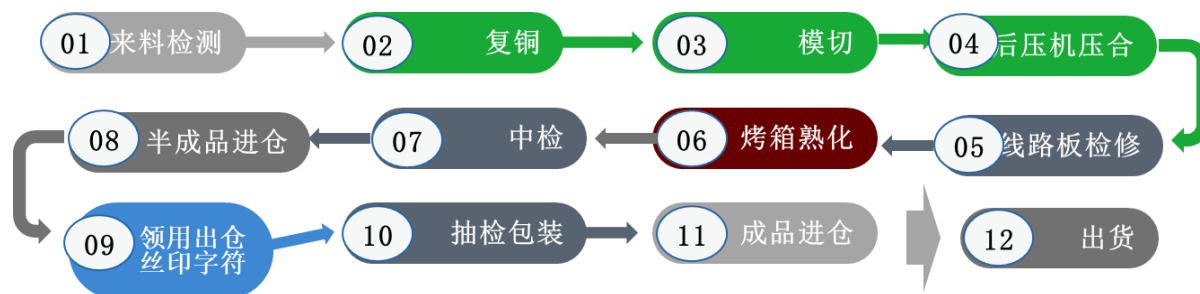 01 来料检测
02 复铜
03 模切
04 后压机压合
05 线路板检修
06 烤箱熟化
07 中检
08 半成品进仓
09 领用出仓
丝印字符
10 抽检包装
11 成品进仓
12 出货